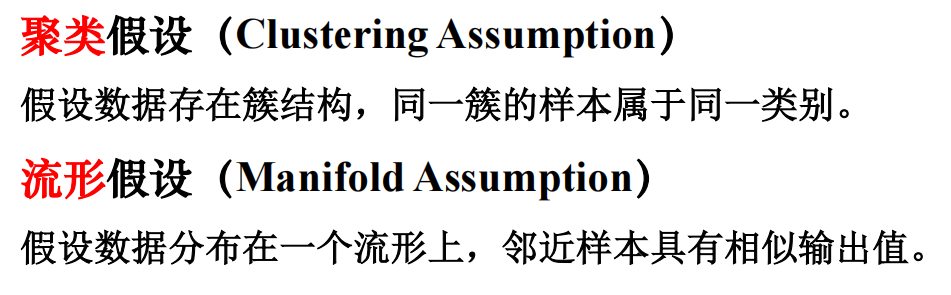 聚类假设（Clustering Assumption）
假设数据存在簇结构，同一簇的样本属于同一类别。
流形假设（Manifold Assumption）
假设数据分布在一个流形上，邻近样本具有相似输出值。